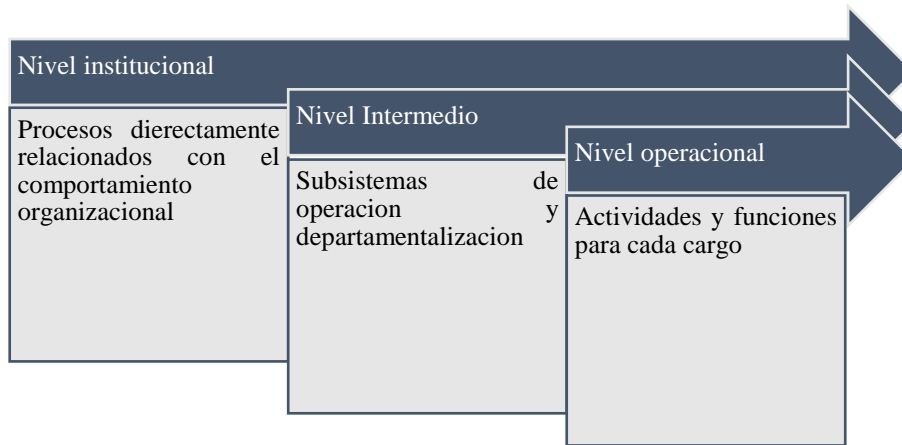 Nivel institucional
Procesos dierectamente
relacionados con el
comportamiento
organizacional
Nivel Intermedio
Subsistemas de
operacion y
departamentalizacion
Nivel operacional
Actividades y funciones
para cada cargo